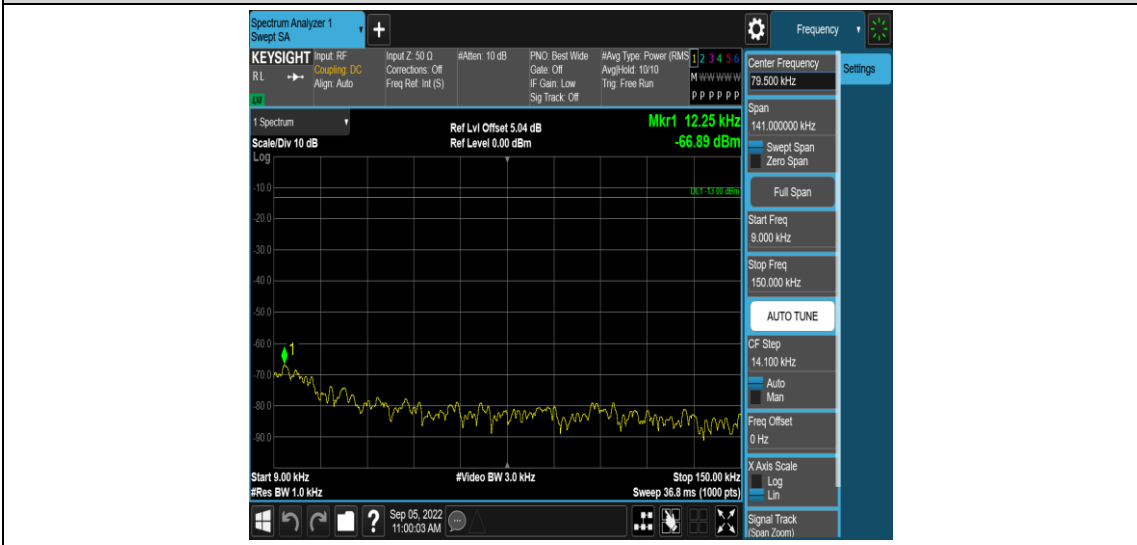 Spectrum Analyzer 1
Swept SA
+
Frequency
KEYSIGHT
RL
LXI
Input: RF
Coupling: DC
Align: Auto
Input Z: 50 Ω
Corrections: Off
Freq Ref: Int (S)
#Atten: 10 dB
PNO: Best Wide
Gate: Off
IF Gain: Low
Sig Track: Off
#Avg Type: Power (RMS
Avg|Hold: 10/10
Trig: Free Run
1 2 3 4 5 6
M W W W W W
P P P P P P
Center Frequency
79.500 kHz
Settings
Span
141.000000 kHz
Swept Span
Zero Span
Full Span
Start Freq
9.000 kHz
Stop Freq
150.000 kHz
AUTO TUNE
CF Step
14.100 kHz
Auto
Man
Freq Offset
0 Hz
X Axis Scale
Log
Lin
Signal Track
(Span Zoom)
1 Spectrum
Scale/Div 10 dB
Log
Ref Lvl Offset 5.04 dB
Ref Level 0.00 dBm
Mkr1 12.25 kHz
-66.89 dBm
DL1 -13.00 dBm
-10.0
-20.0
-30.0
-40.0
-50.0
-60.0
-70.0
-80.0
-90.0
1
Start 9.00 kHz
#Res BW 1.0 kHz
#Video BW 3.0 kHz
Stop 150.00 kHz
Sweep 36.8 ms (1000 pts)
?
Sep 05, 2022
11:00:03 AM